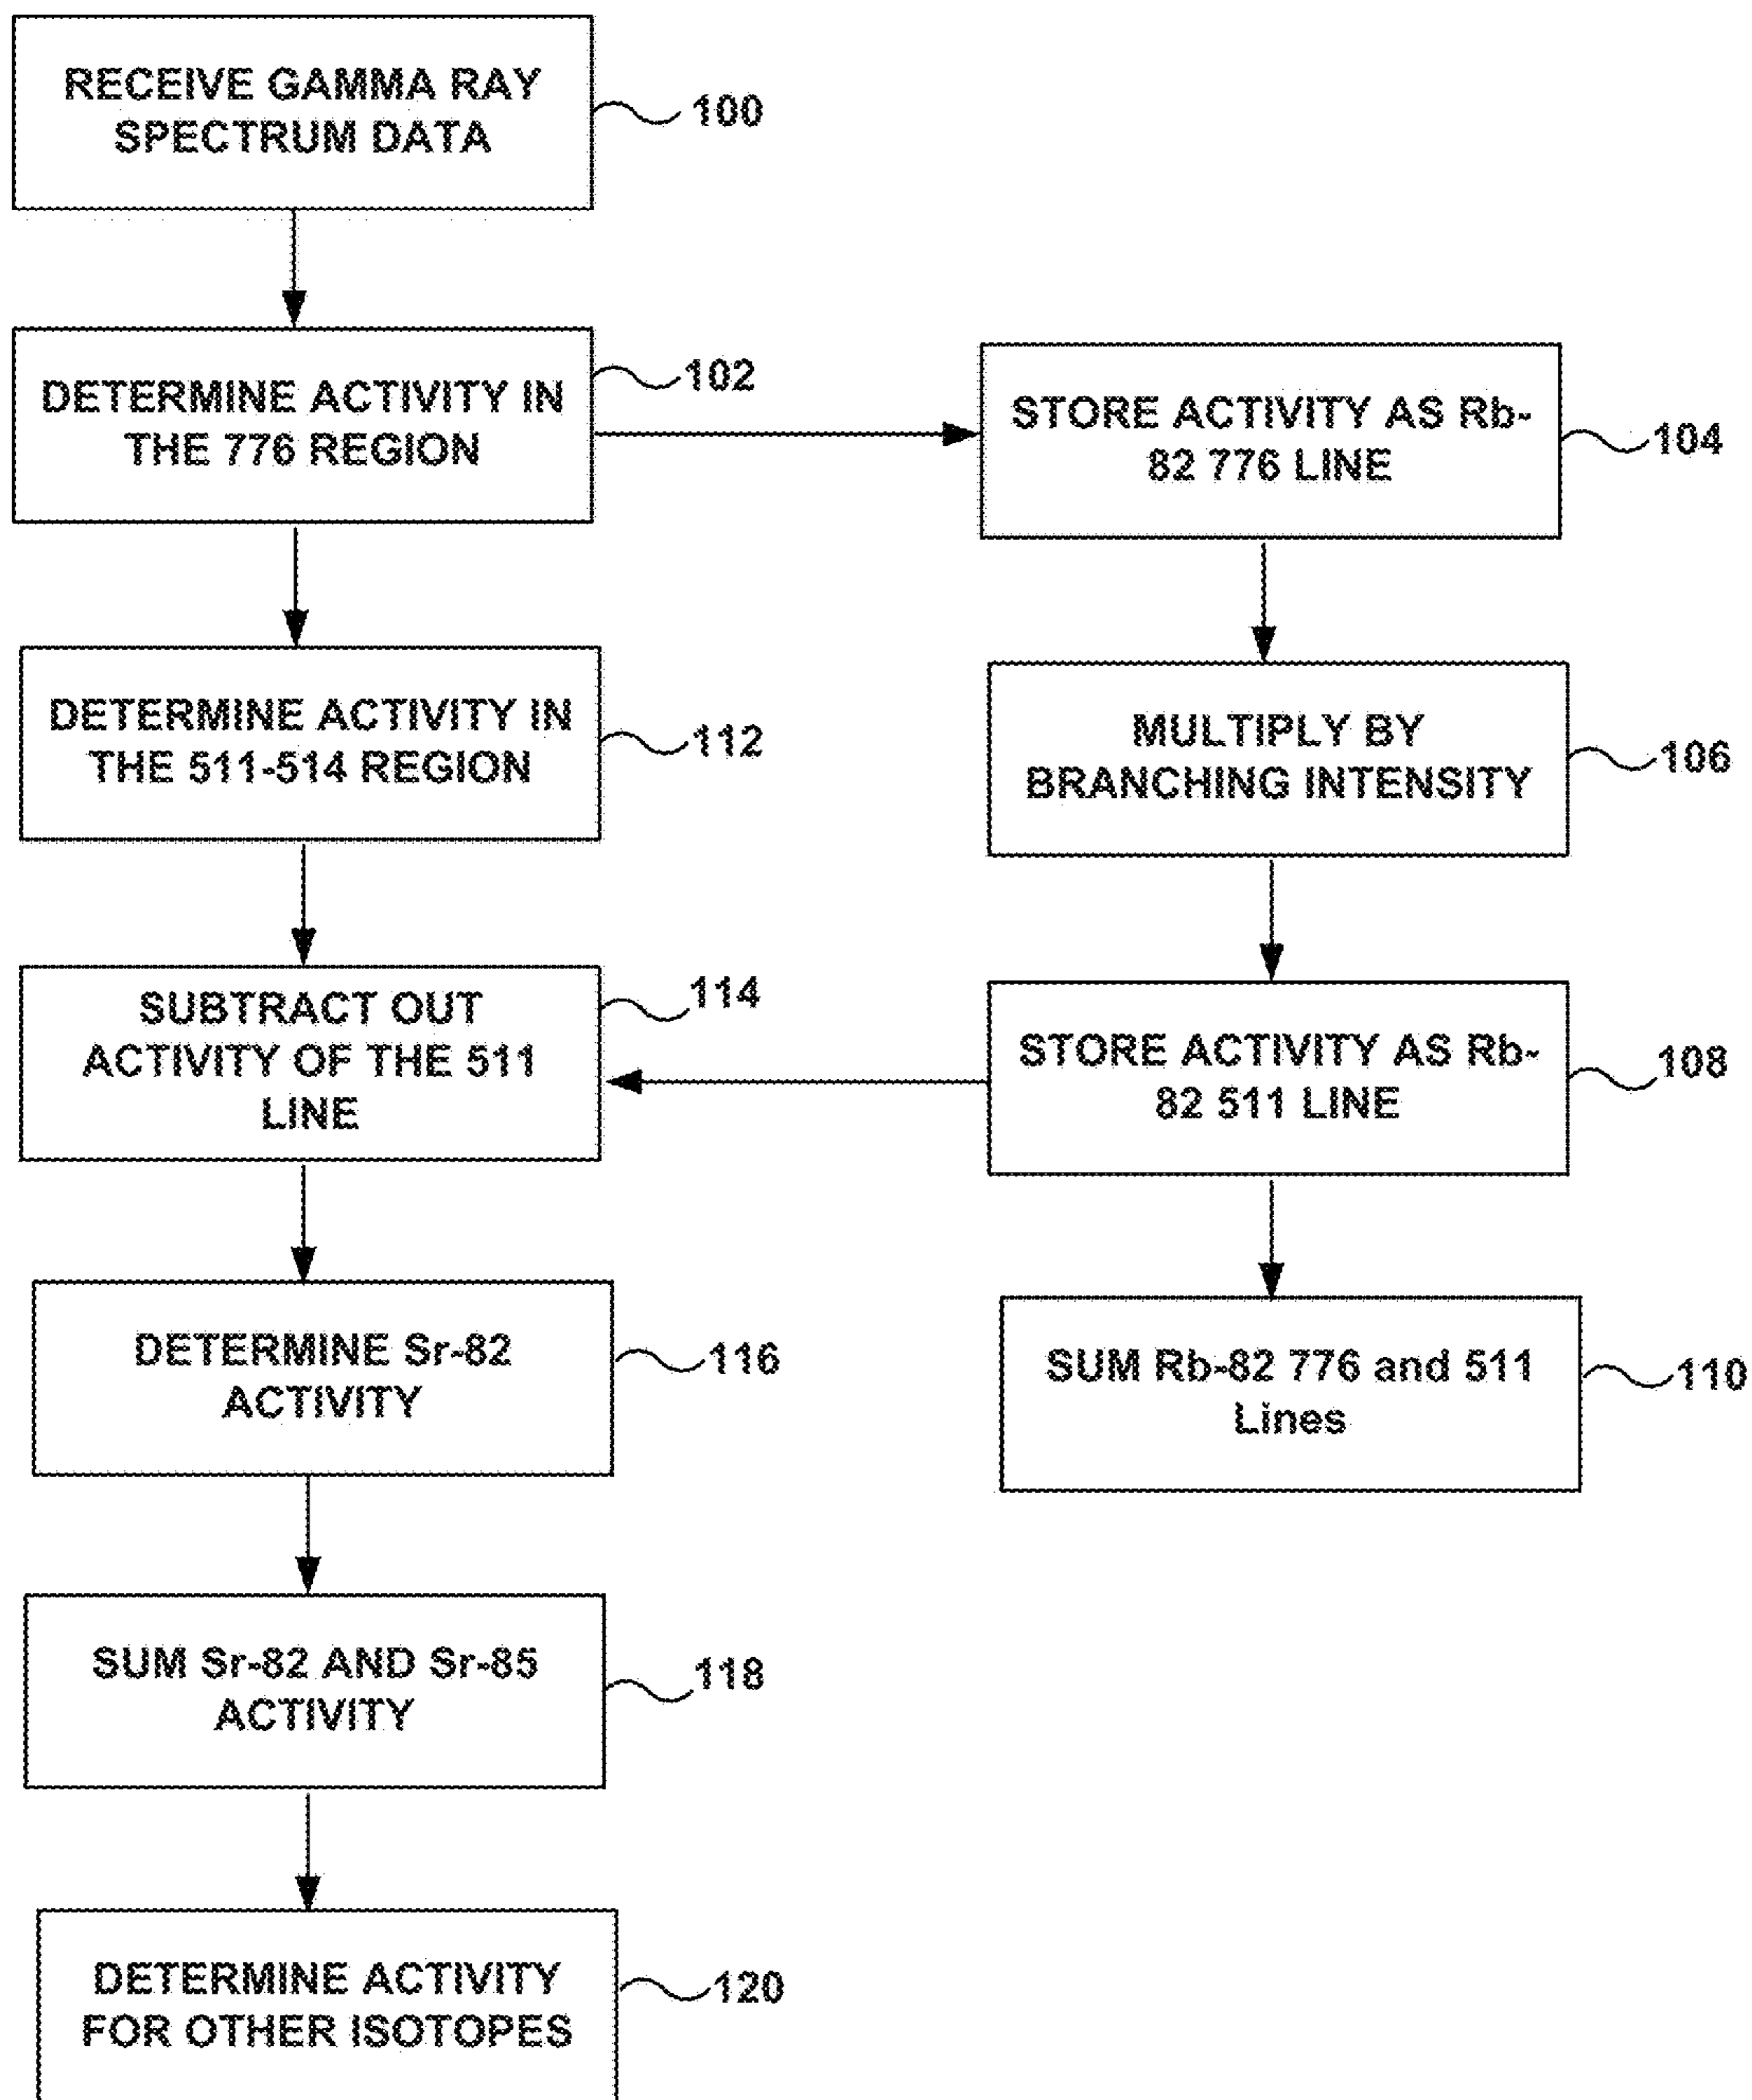 RECEIVE GAMMA RAY
SPECTRUM DATA
100
DETERMINE ACTIVITY IN
THE 776 REGION
102
STORE ACTIVITY AS Rb-
82 776 LINE
104
DETERMINE ACTIVITY IN
THE 511-514 REGION
112
MULTIPLY BY
BRANCHING INTENSITY
106
SUBTRACT OUT
ACTIVITY OF THE 511
LINE
114
STORE ACTIVITY AS Rb-
82 511 LINE
108
DETERMINE Sr-82
ACTIVITY
116
SUM Rb-82 776 and 511
Lines
110
SUM Sr-82 AND Sr-85
ACTIVITY
118
DETERMINE ACTIVITY
FOR OTHER ISOTOPES
120